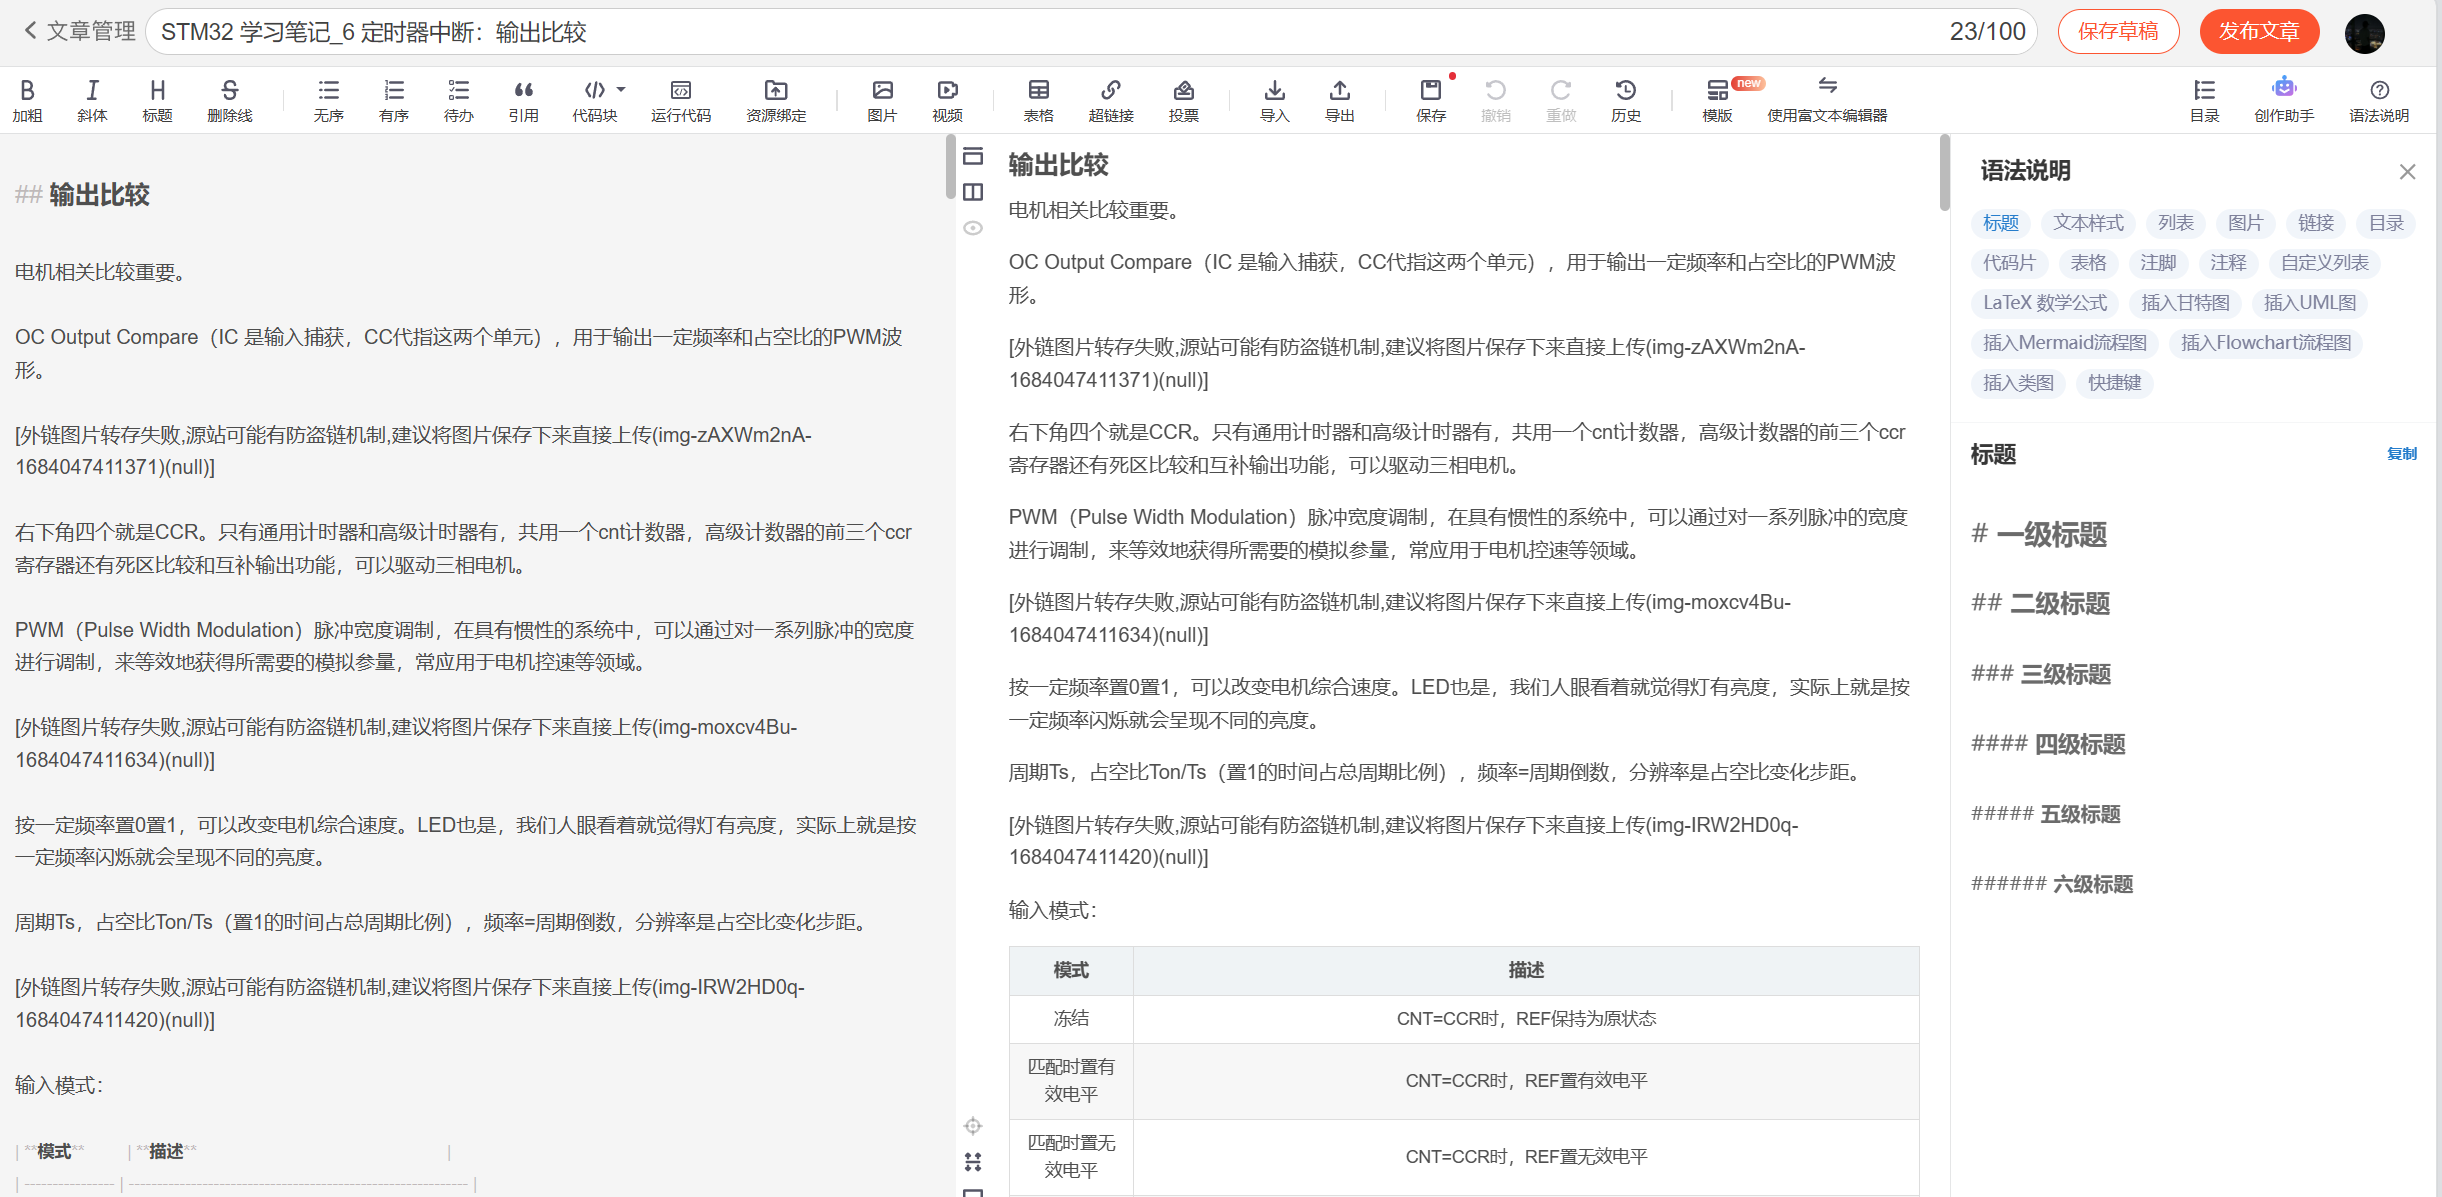 文章管理
STM32 学习笔记_6 定时器中断：输出比较
23/100
保存草稿
发布文章
加粗
斜体
标题
删除线
无序
有序
待办
引用
代码块
运行代码
资源绑定
图片
视频
表格
超链接
投票
导入
导出
保存
撤销
重做
历史
模版
new
使用富文本编辑器
目录
创作助手
语法说明
## 输出比较
电机相关比较重要。
OC Output Compare（IC 是输入捕获，CC代指这两个单元），用于输出一定频率和占空比的PWM波
形。
[外链图片转存失败,源站可能有防盗链机制,建议将图片保存下来直接上传(img-zAXWm2nA-
1684047411371)(null)]
右下角四个就是CCR。只有通用计时器和高级计时器有，共用一个cnt计数器，高级计数器的前三个ccr
寄存器还有死区比较和互补输出功能，可以驱动三相电机。
PWM（Pulse Width Modulation）脉冲宽度调制，在具有惯性的系统中，可以通过对一系列脉冲的宽度
进行调制，来等效地获得所需要的模拟参量，常应用于电机控速等领域。
[外链图片转存失败,源站可能有防盗链机制,建议将图片保存下来直接上传(img-moxcv4Bu-
1684047411634)(null)]
按一定频率置0置1，可以改变电机综合速度。LED也是，我们人眼看着就觉得灯有亮度，实际上就是按
一定频率闪烁就会呈现不同的亮度。
周期Ts，占空比Ton/Ts（置1的时间占总周期比例），频率=周期倒数，分辨率是占空比变化步距。
[外链图片转存失败,源站可能有防盗链机制,建议将图片保存下来直接上传(img-IRW2HD0q-
1684047411420)(null)]
输入模式：
| **模式** | **描述** |
| ---------------- | ------------------------------------------------------------ |
输出比较
电机相关比较重要。
OC Output Compare（IC 是输入捕获，CC代指这两个单元），用于输出一定频率和占空比的PWM波
形。
[外链图片转存失败,源站可能有防盗链机制,建议将图片保存下来直接上传(img-zAXWm2nA-
1684047411371)(null)]
右下角四个就是CCR。只有通用计时器和高级计时器有，共用一个cnt计数器，高级计数器的前三个ccr
寄存器还有死区比较和互补输出功能，可以驱动三相电机。
PWM（Pulse Width Modulation）脉冲宽度调制，在具有惯性的系统中，可以通过对一系列脉冲的宽度
进行调制，来等效地获得所需要的模拟参量，常应用于电机控速等领域。
[外链图片转存失败,源站可能有防盗链机制,建议将图片保存下来直接上传(img-moxcv4Bu-
1684047411634)(null)]
按一定频率置0置1，可以改变电机综合速度。LED也是，我们人眼看着就觉得灯有亮度，实际上就是按
一定频率闪烁就会呈现不同的亮度。
周期Ts，占空比Ton/Ts（置1的时间占总周期比例），频率=周期倒数，分辨率是占空比变化步距。
[外链图片转存失败,源站可能有防盗链机制,建议将图片保存下来直接上传(img-IRW2HD0q-
1684047411420)(null)]
输入模式：
模式 描述
冻结 CNT=CCR时，REF保持为原状态
匹配时置有
效电平 CNT=CCR时，REF置有效电平
匹配时置无
效电平 CNT=CCR时，REF置无效电平
语法说明
标题 文本样式 列表 图片 链接 目录
代码片 表格 注脚 注释 自定义列表
LaTeX 数学公式 插入甘特图 插入UML图
插入Mermaid流程图 插入Flowchart流程图
插入类图 快捷键
标题 复制
# 一级标题
## 二级标题
### 三级标题
#### 四级标题
##### 五级标题
###### 六级标题